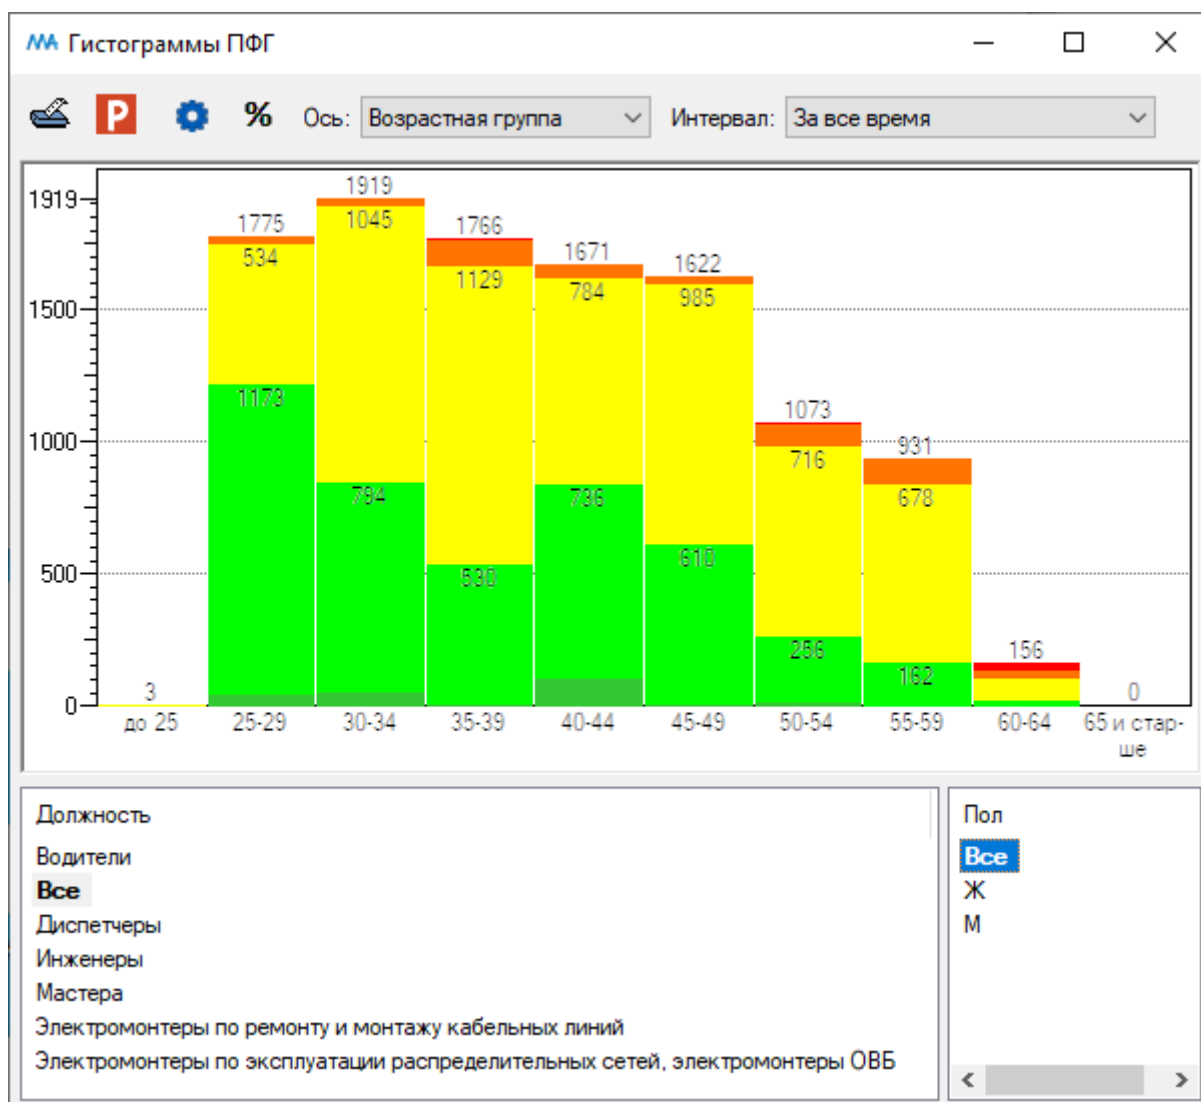 Гистограммы ПФГ
% Ось: Возрастная группа Интервал: За все время
1919
1919
1775
1045
1766
534
1671
1622
1129
784
985
1500
1173
1073
1000
931
716
794
736
678
530
610
500
256
162
156
3
0
0
до 25 25-29 30-34 35-39 40-44 45-49 50-54 55-59 60-64 65 и стар-
ше
Должность
Водители
Все
Диспетчеры
Инженеры
Мастера
Электромонтеры по ремонту и монтажу кабельных линий
Электромонтеры по эксплуатации распределительных сетей, электромонтеры ОВБ
Пол
Все
Ж
М